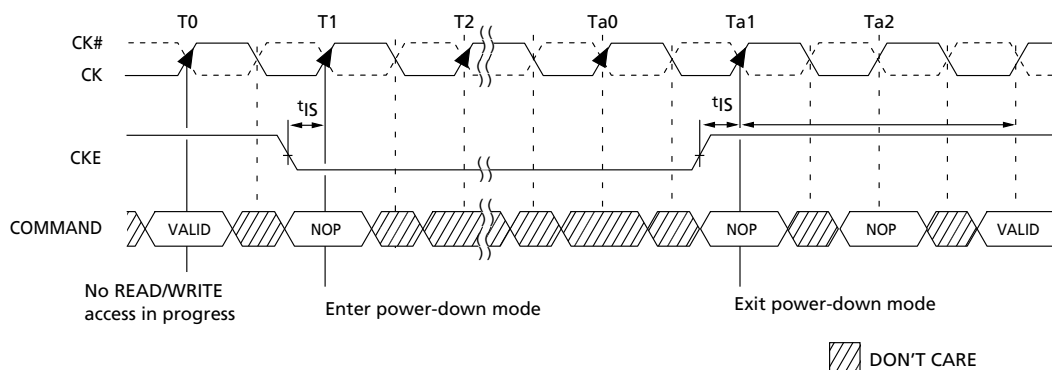 T0 T1 T2 Ta0 Ta1 Ta2
CK#
CK
tIS tIS
CKE
COMMAND VALID NOP NOP NOP VALID
No READ/WRITE
access in progress
Enter power-down mode
Exit power-down mode
DON'T CARE